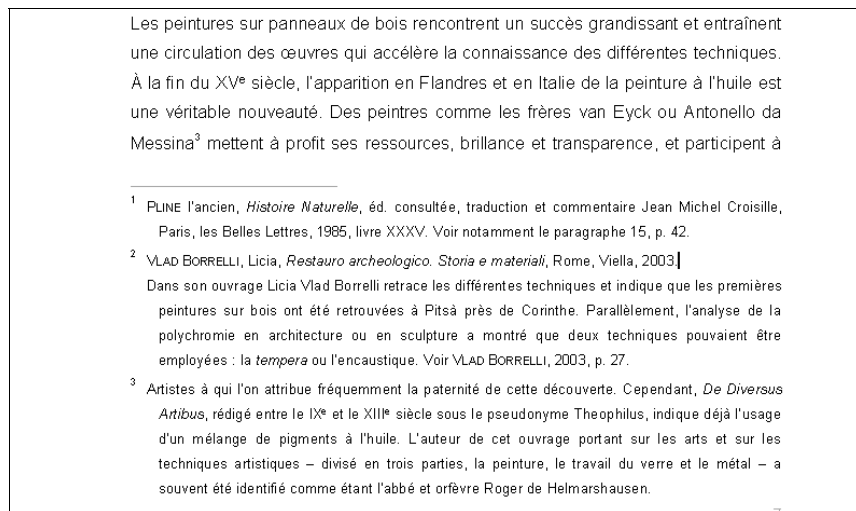 Les peintures sur panneaux de bois rencontrent un succès grandissant et entraînent
une circulation des œuvres qui accélère la connaissance des différentes techniques.
À la fin du XVᵉ siècle, l'apparition en Flandres et en Italie de la peinture à l'huile est
une véritable nouveauté. Des peintres comme les frères van Eyck ou Antonello da
Messina³ mettent à profit ses ressources, brillance et transparence, et participent à
¹ PLINE l'ancien, Histoire Naturelle, éd. consultée, traduction et commentaire Jean Michel Croisille,
Paris, les Belles Lettres, 1985, livre XXXV. Voir notamment le paragraphe 15, p. 42.
² VLAD BORRELLI, Licia, Restauro archeologico. Storia e materiali, Rome, Viella, 2003.
Dans son ouvrage Licia Vlad Borrelli retrace les différentes techniques et indique que les premières
peintures sur bois ont été retrouvées à Pitsà près de Corinthe. Parallèlement, l'analyse de la
polychromie en architecture ou en sculpture a montré que deux techniques pouvaient être
employées : la tempera ou l'encaustique. Voir VLAD BORRELLI, 2003, p. 27.
³ Artistes à qui l'on attribue fréquemment la paternité de cette découverte. Cependant, De Diversus
Artibus, rédigé entre le IXᵉ et le XIIIᵉ siècle sous le pseudonyme Theophilus, indique déjà l'usage
d'un mélange de pigments à l'huile. L'auteur de cet ouvrage portant sur les arts et sur les
techniques artistiques – divisé en trois parties, la peinture, le travail du verre et le métal – a
souvent été identifié comme étant l'abbé et orfèvre Roger de Helmarshausen.